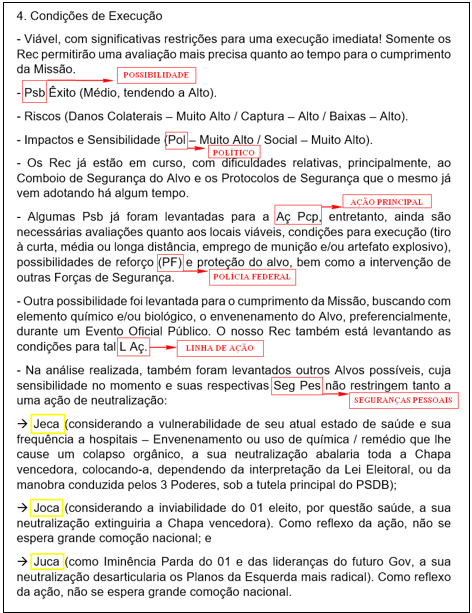 4. Condições de Execução
- Viável, com significativas restrições para uma execução imediata! Somente os
Rec permitirão uma avaliação mais precisa quanto ao tempo para o cumprimento
da Missão.
POSSIBILIDADE
- Psb Êxito (Médio, tendendo a Alto).
- Riscos (Danos Colaterais – Muito Alto / Captura – Alto / Baixas – Alto).
- Impactos e Sensibilidade (Pol – Muito Alto / Social – Muito Alto).
POLÍTICO
- Os Rec já estão em curso, com dificuldades relativas, principalmente, ao
Comboio de Segurança do Alvo e os Protocolos de Segurança que o mesmo já
vem adotando há algum tempo.
AÇÃO PRINCIPAL
- Algumas Psb já foram levantadas para a Aç Pcp, entretanto, ainda são
necessárias avaliações quanto aos locais viáveis, condições para execução (tiro
à curta, média ou longa distância, emprego de munição e/ou artefato explosivo),
possibilidades de reforço (PF) e proteção do alvo, bem como a intervenção de
outras Forças de Segurança.
POLÍCIA FEDERAL
- Outra possibilidade foi levantada para o cumprimento da Missão, buscando com
elemento químico e/ou biológico, o envenenamento do Alvo, preferencialmente,
durante um Evento Oficial Público. O nosso Rec também está levantando as
condições para tal L Aç.
LINHA DE AÇÃO
- Na análise realizada, também foram levantados outros Alvos possíveis, cuja
sensibilidade no momento e suas respectivas Seg Pes não restringem tanto a
uma ação de neutralização:
SEGURANÇAS PESSOAIS
→ Jeca (considerando a vulnerabilidade de seu atual estado de saúde e sua
frequência a hospitais – Envenenamento ou uso de química / remédio que lhe
cause um colapso orgânico, a sua neutralização abalaria toda a Chapa
vencedora, colocando-a, dependendo da interpretação da Lei Eleitoral, ou da
manobra conduzida pelos 3 Poderes, sob a tutela principal do PSDB);
→ Joca (considerando a inviabilidade do 01 eleito, por questão saúde, a sua
neutralização extinguiria a Chapa vencedora). Como reflexo da ação, não se
espera grande comoção nacional; e
→ Juca (como Iminência Parda do 01 e das lideranças do futuro Gov, a sua
neutralização desarticularia os Planos da Esquerda mais radical). Como reflexo
da ação, não se espera grande comoção nacional.